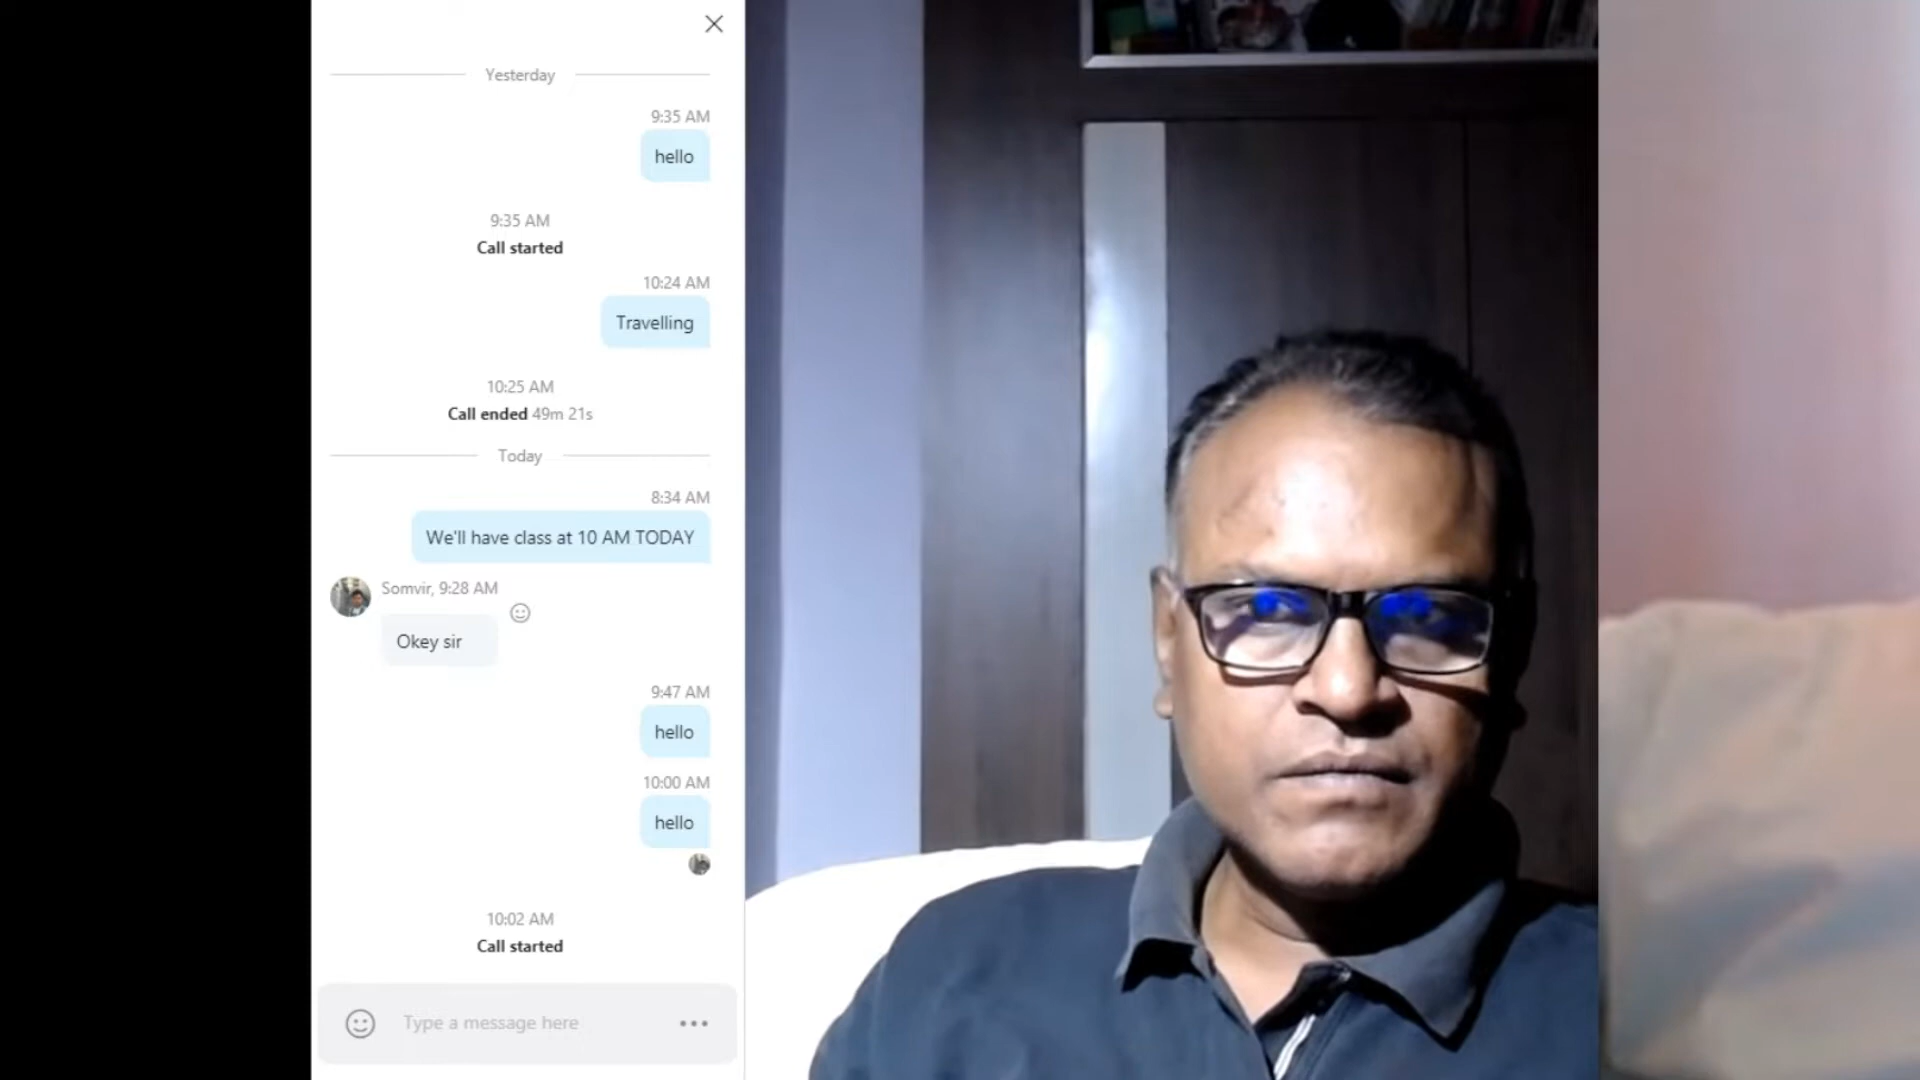 Yesterday
9:35 AM
hello
9:35 AM
Call started
10:24 AM
Travelling
10:25 AM
Call ended 49m 21s
Today
8:34 AM
We'll have class at 10 AM TODAY
Somvir, 9:28 AM
Okey sir
9:47 AM
hello
10:00 AM
hello
10:02 AM
Call started
Type a message here